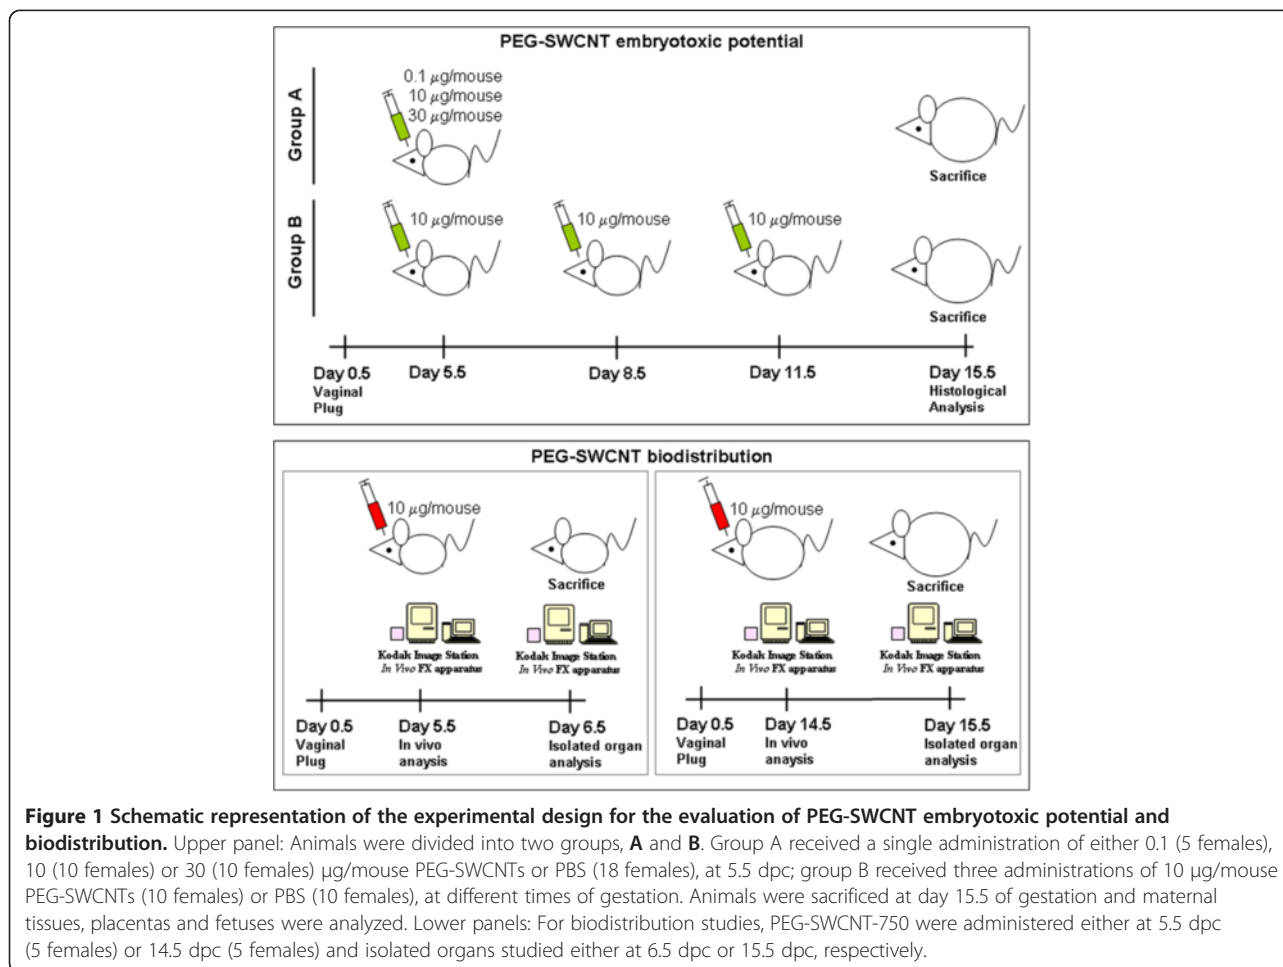 PEG-SWCNT embryotoxic potential
Group A
0.1 µg/mouse
10 µg/mouse
30 µg/mouse
Sacrifice
Group B
10 µg/mouse
10 µg/mouse
10 µg/mouse
Sacrifice
Day 0.5
Vaginal
Plug
Day 5.5
Day 8.5
Day 11.5
Day 15.5
Histological
Analysis
PEG-SWCNT biodistribution
10 µg/mouse
Sacrifice
Kodak Image Station
In Vivo FX apparatus
Kodak Image Station
In Vivo FX apparatus
Day 0.5
Vaginal
Plug
Day 5.5
In vivo
anaysis
Day 6.5
Isolated organ
analysis
10 µg/mouse
Sacrifice
Kodak Image Station
In Vivo FX apparatus
Kodak Image Station
In Vivo FX apparatus
Day 0.5
Vaginal
Plug
Day 14.5
In vivo
anaysis
Day 15.5
Isolated organ
analysis
Figure 1 Schematic representation of the experimental design for the evaluation of PEG-SWCNT embryotoxic potential and
biodistribution. Upper panel: Animals were divided into two groups, A and B. Group A received a single administration of either 0.1 (5 females),
10 (10 females) or 30 (10 females) µg/mouse PEG-SWCNTs or PBS (18 females), at 5.5 dpc; group B received three administrations of 10 µg/mouse
PEG-SWCNTs (10 females) or PBS (10 females), at different times of gestation. Animals were sacrificed at day 15.5 of gestation and maternal
tissues, placentas and fetuses were analyzed. Lower panels: For biodistribution studies, PEG-SWCNT-750 were administered either at 5.5 dpc
(5 females) or 14.5 dpc (5 females) and isolated organs studied either at 6.5 dpc or 15.5 dpc, respectively.